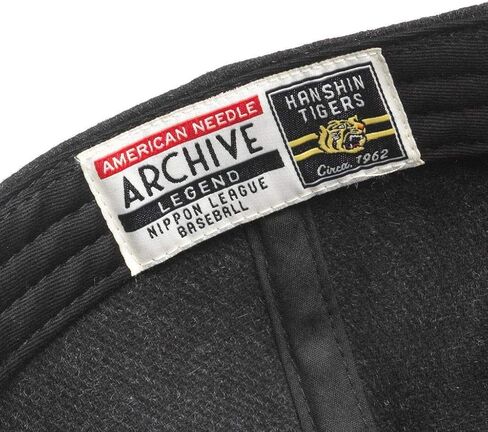 AMERICAN NEEDLE
ARCHIVE
LEGEND
NIPPON LEAGUE
BASEBALL
HANSHIN
TIGERS
Circa. 1962